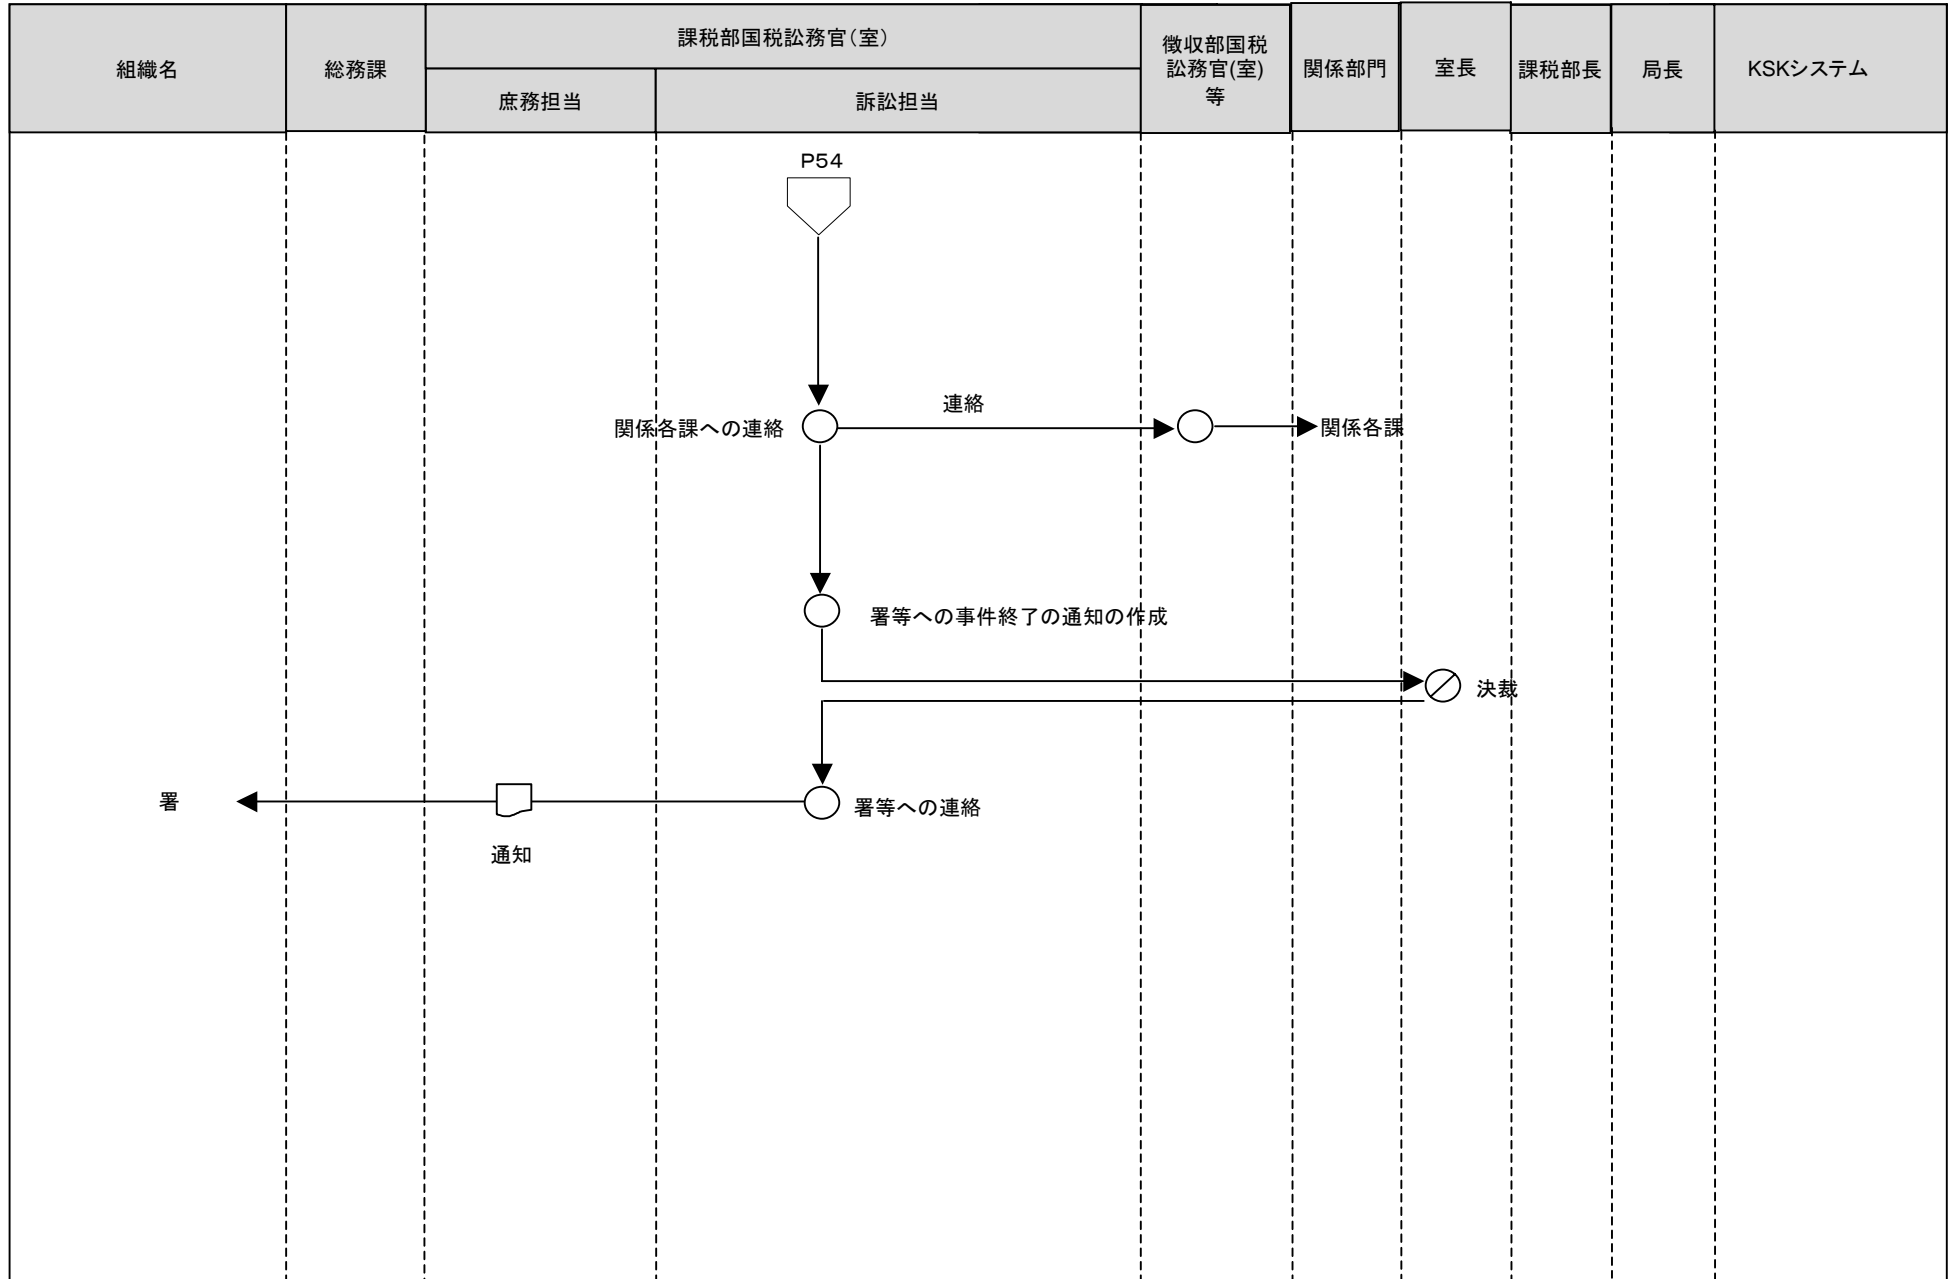 組織名
総務課
課税部国税訟務官（室）
庶務担当
訴訟担当
徴収部国税
訟務官(室)
等
関係部門
室長
課税部長
局長
KSKシステム
P54
関係各課への連絡
連絡
関係各課
署等への事件終了の通知の作成
決裁
署
署等への連絡
通知